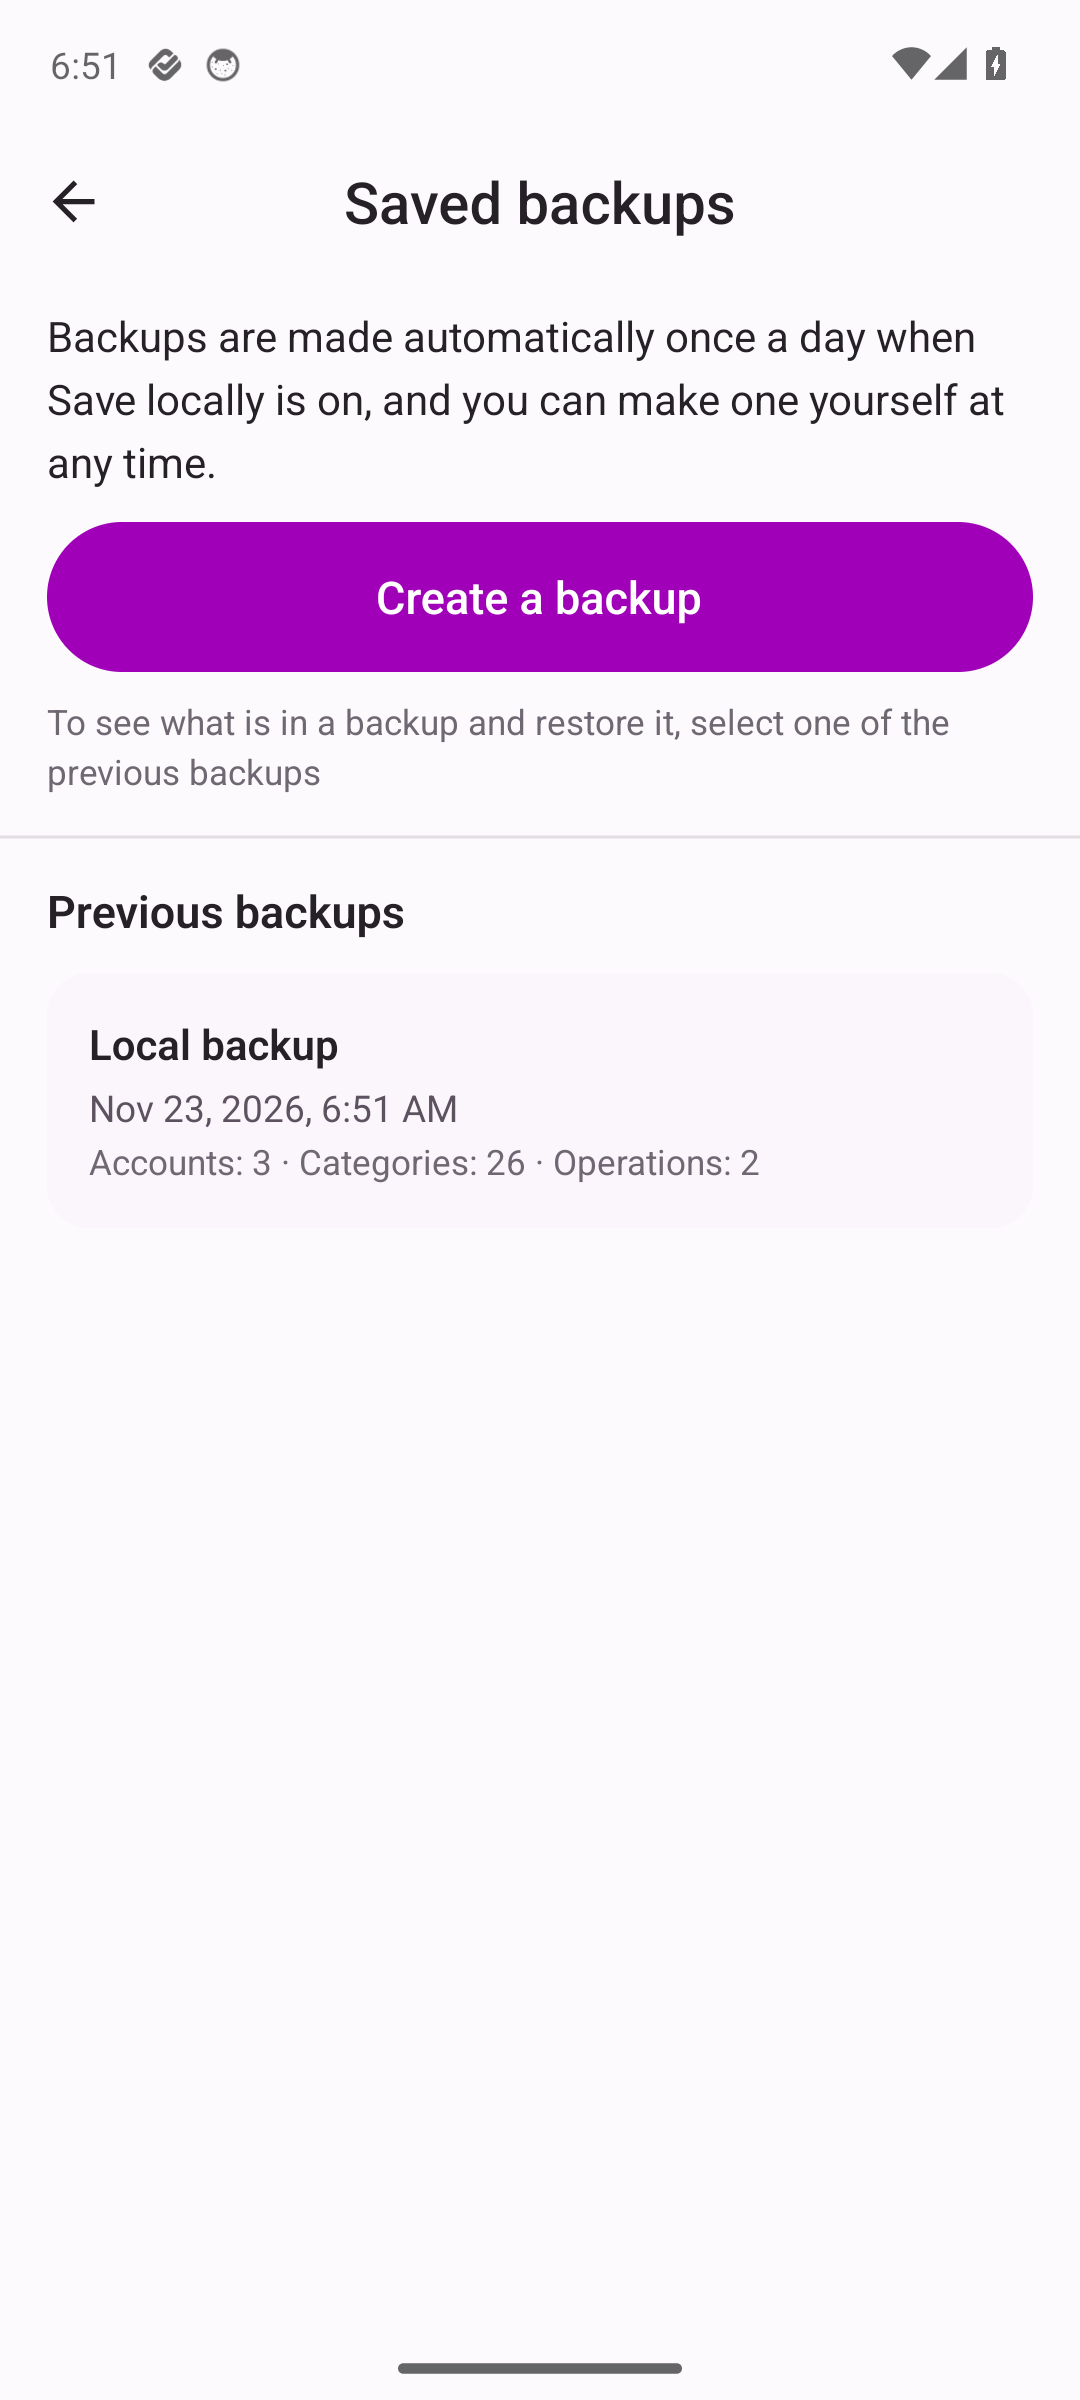 6:51
Saved backups
Backups are made automatically once a day when
Save locally is on, and you can make one yourself at
any time.
Create a backup
To see what is in a backup and restore it, select one of the
previous backups
Previous backups
Local backup
Nov 23, 2026, 6:51 AM
Accounts: 3 · Categories: 26 · Operations: 2